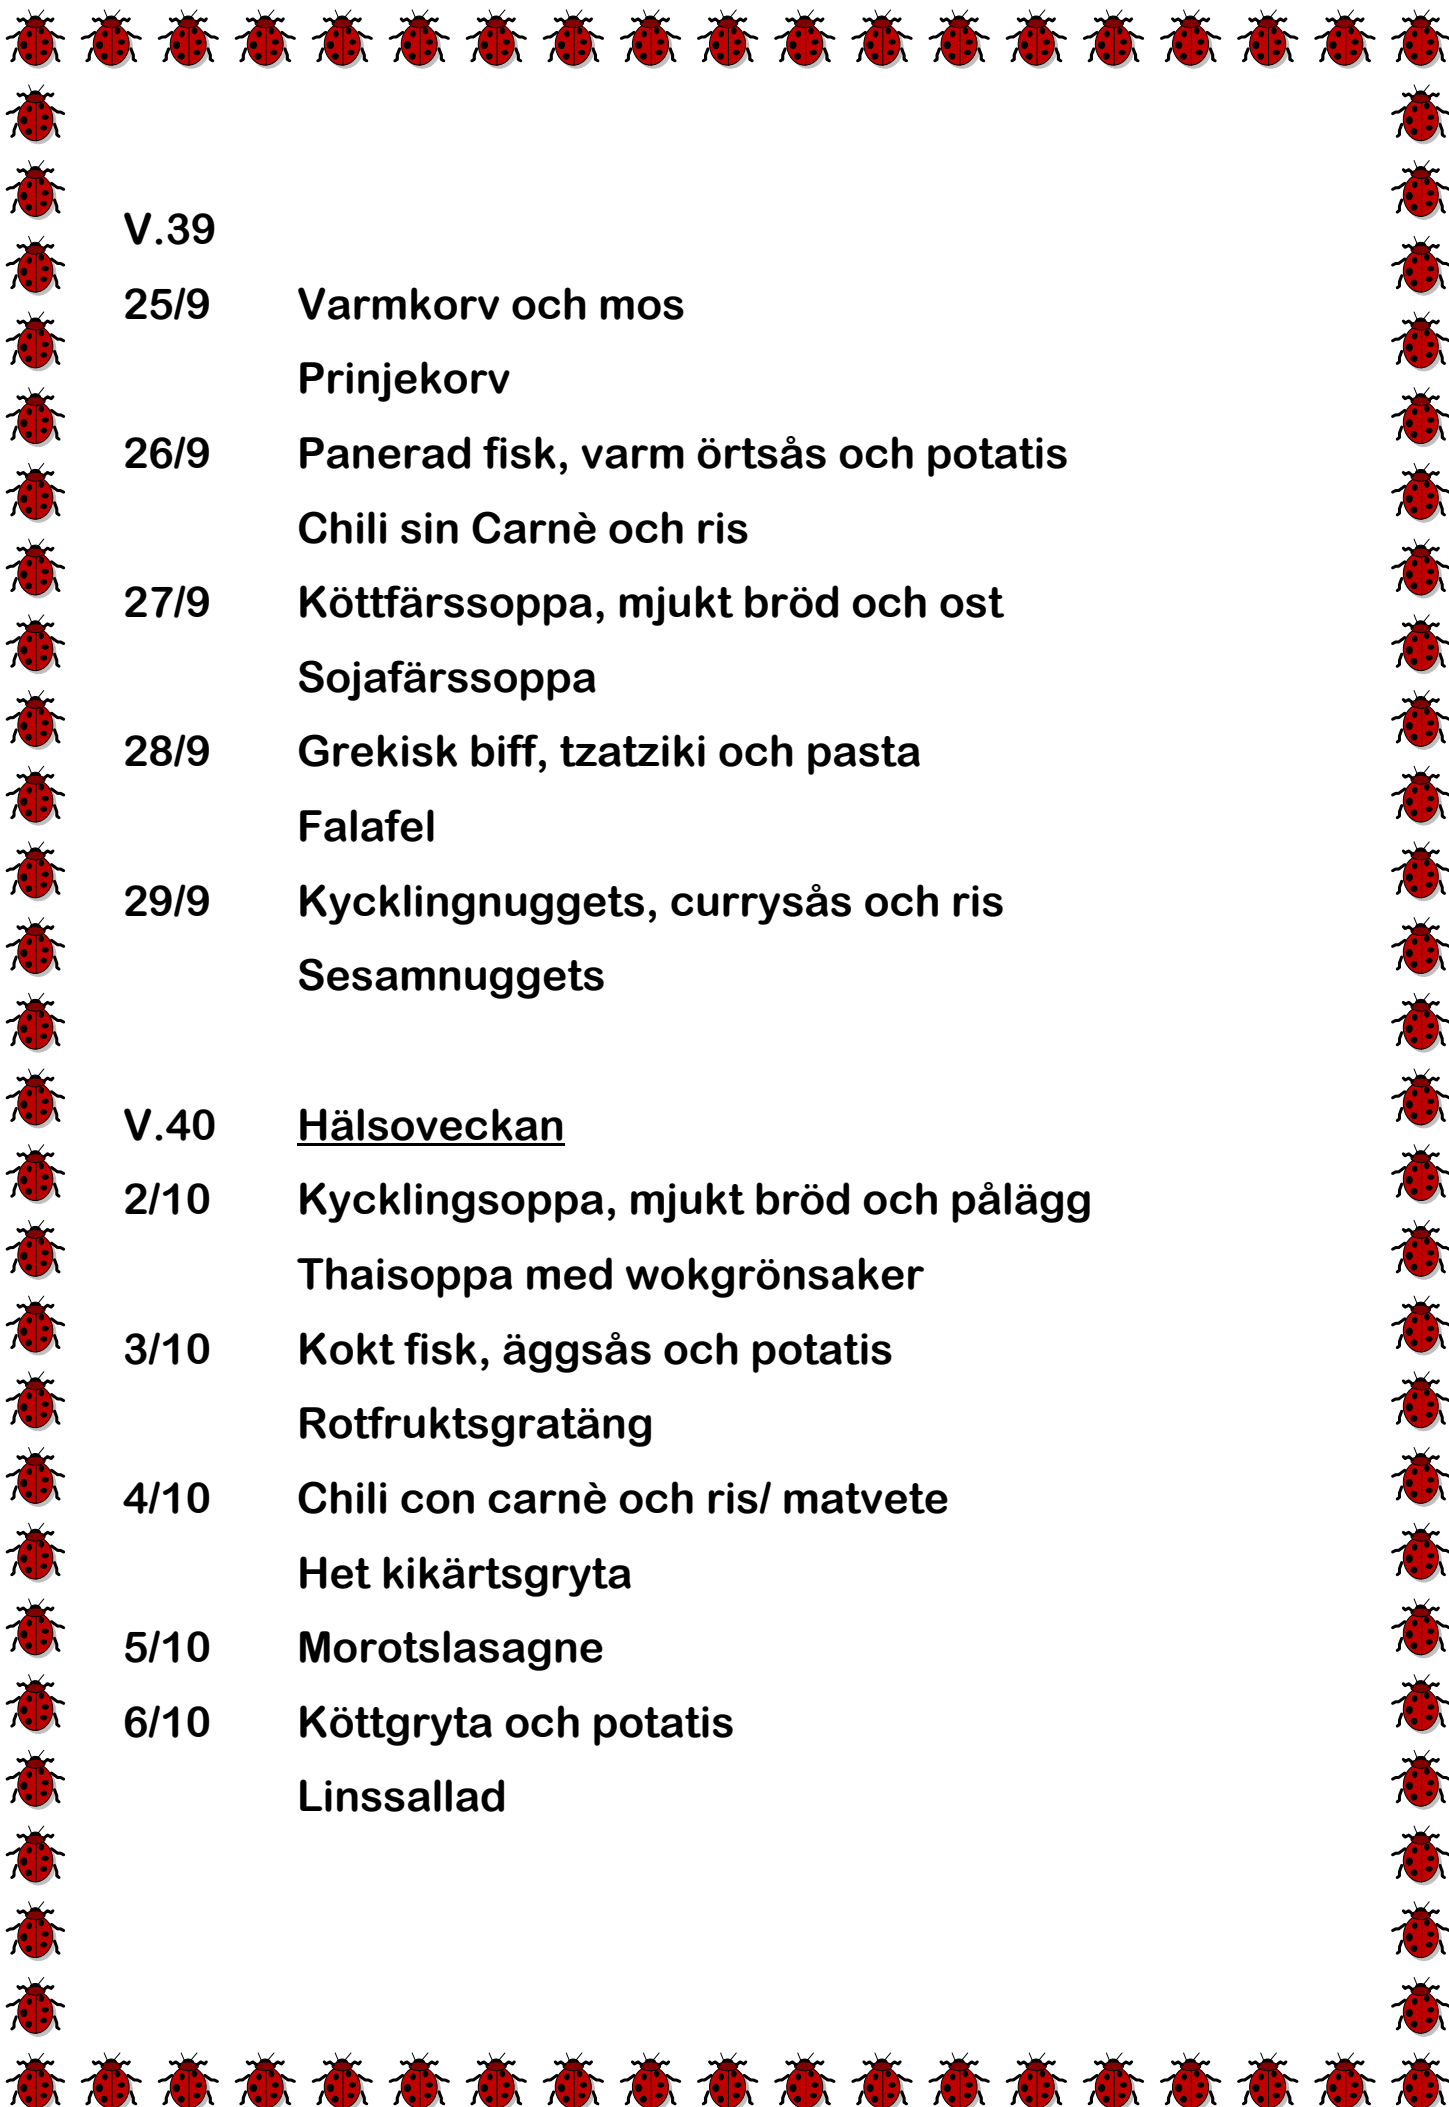 V.39
25/9 Varmkorv och mos
Prinjekorv
26/9 Panerad fisk, varm örtsås och potatis
Chili sin Carnè och ris
27/9 Köttfärssoppa, mjukt bröd och ost
Sojafärssoppa
28/9 Grekisk biff, tzatziki och pasta
Falafel
29/9 Kycklingnuggets, currysås och ris
Sesamnuggets
V.40 Hälsoveckan
2/10 Kycklingsoppa, mjukt bröd och pålägg
Thaisoppa med wokgrönsaker
3/10 Kokt fisk, äggsås och potatis
Rotfruktsgratäng
4/10 Chili con carnè och ris/ matvete
Het kikärtsgryta
5/10 Morotslasagne
6/10 Köttgryta och potatis
Linssallad